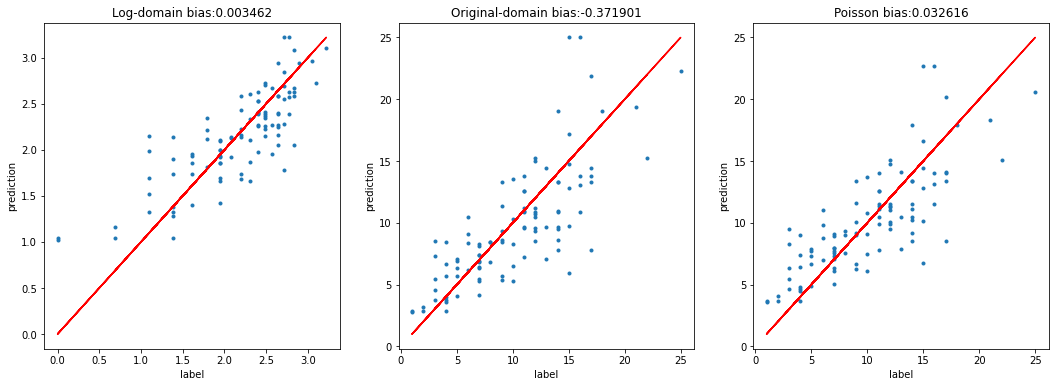 Log-domain bias:0.003462
prediction
3.0
2.5
2.0
1.5
1.0
0.5
0.0
0.0 0.5 1.0 1.5 2.0 2.5 3.0
label
Original-domain bias:-0.371901
prediction
25
20
15
10
5
0
0 5 10 15 20 25
label
Poisson bias:0.032616
prediction
25
20
15
10
5
0
0 5 10 15 20 25
label